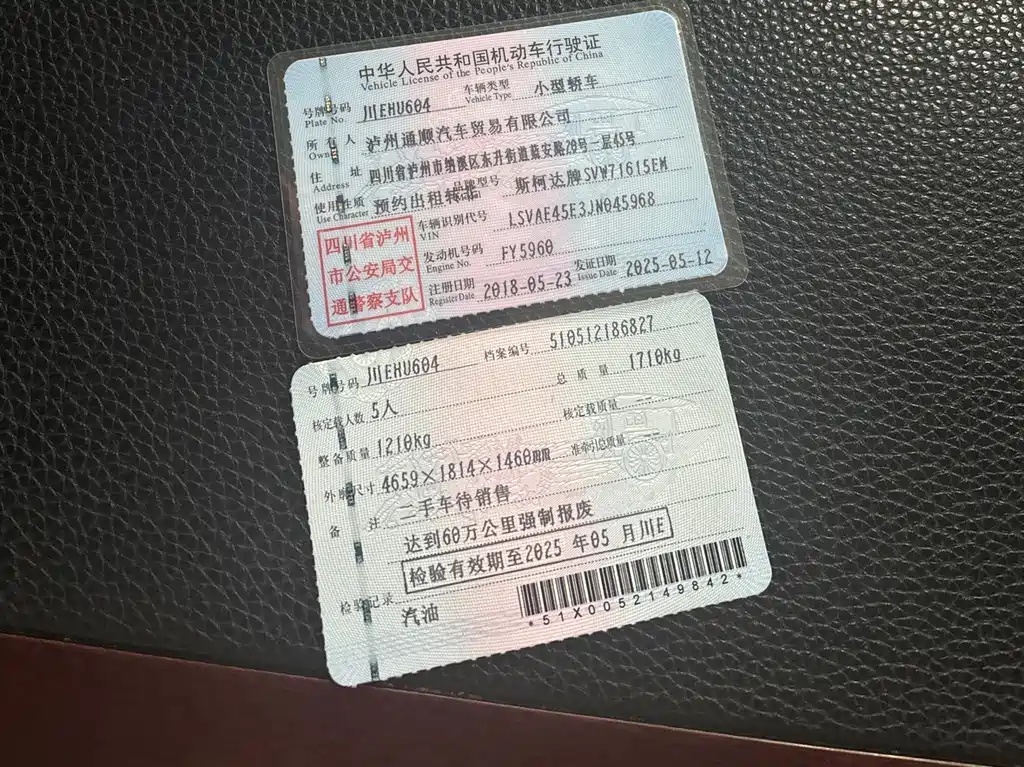 中华人民共和国机动车行驶证
Vehicle License of the People's Republic of China
号牌号码 川EHU604 车辆类型 小型轿车
Plate No. Vehicle Type
所有人 泸州通顺汽车贸易有限公司
Owner
住址 四川省泸州市纳溪区东升街道蓝安路28号一层45号
Address
使用性质 预约出租转非 品牌型号 斯柯达牌SVW71615EM
Use Character
四川省泸州市公安局交通警察支队
车辆识别代号 LSVAE45E3JN045968
VIN
发动机号码 FY5960
Engine No.
注册日期 2018-05-23 发证日期 2025-05-12
Register Date Issue Date
号牌号码 川EHU604 档案编号 510512186827
核定载人数 5人 总质量 1710kg
整备质量 1210kg 核定载质量 --
外廓尺寸 4659×1814×1460mm 准牵引总质量 --
备注 二手车待销售
达到60万公里强制报废
检验有效期至2025年05月川E
检验记录 汽油
*51X0052149842*